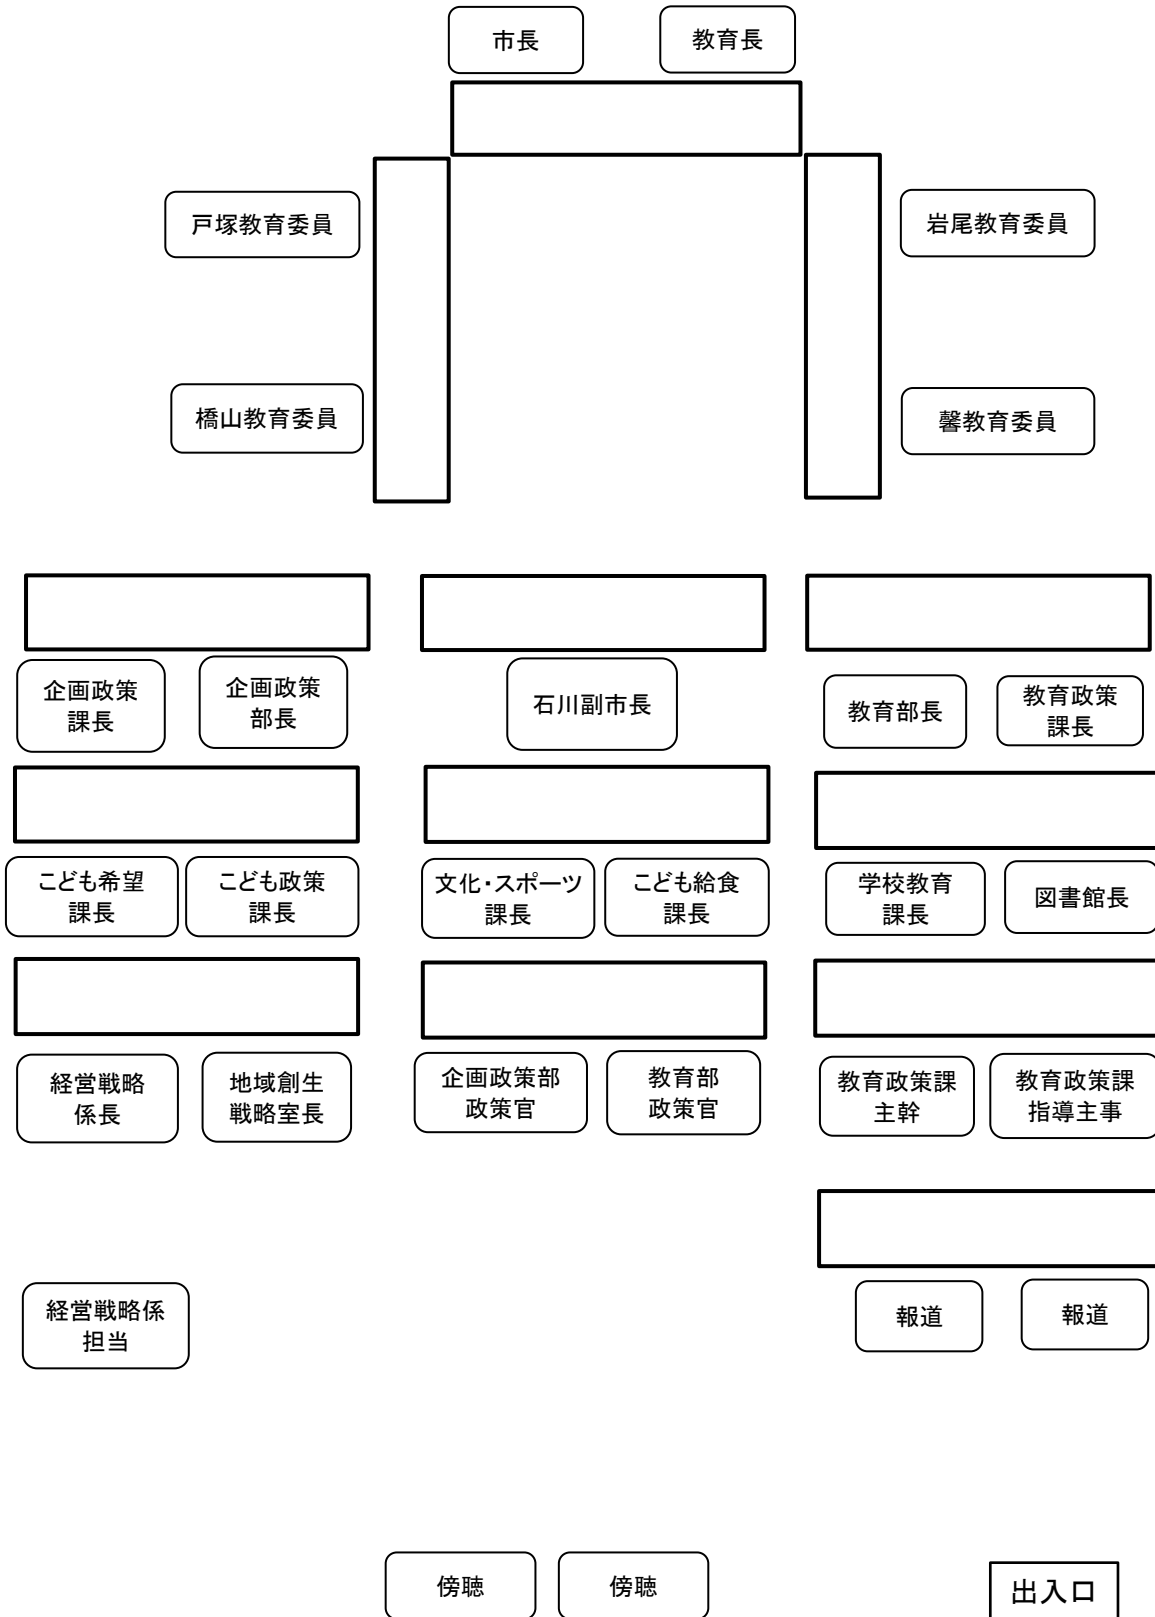 市長
教育長
戸塚教育委員
岩尾教育委員
橋山教育委員
馨教育委員
企画政策
課長
企画政策
部長
石川副市長
教育部長
教育政策
課長
こども希望
課長
こども政策
課長
文化・スポーツ
課長
こども給食
課長
学校教育
課長
図書館長
経営戦略
係長
地域創生
戦略室長
企画政策部
政策官
教育部
政策官
教育政策課
主幹
教育政策課
指導主事
経営戦略係
担当
報道
報道
傍聴
傍聴
出入口